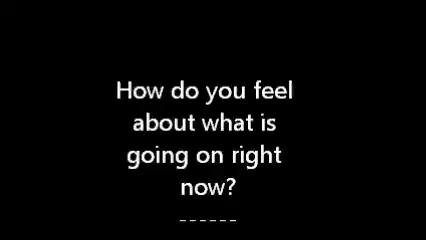 How do you feel
about what is
going on right
now?
------